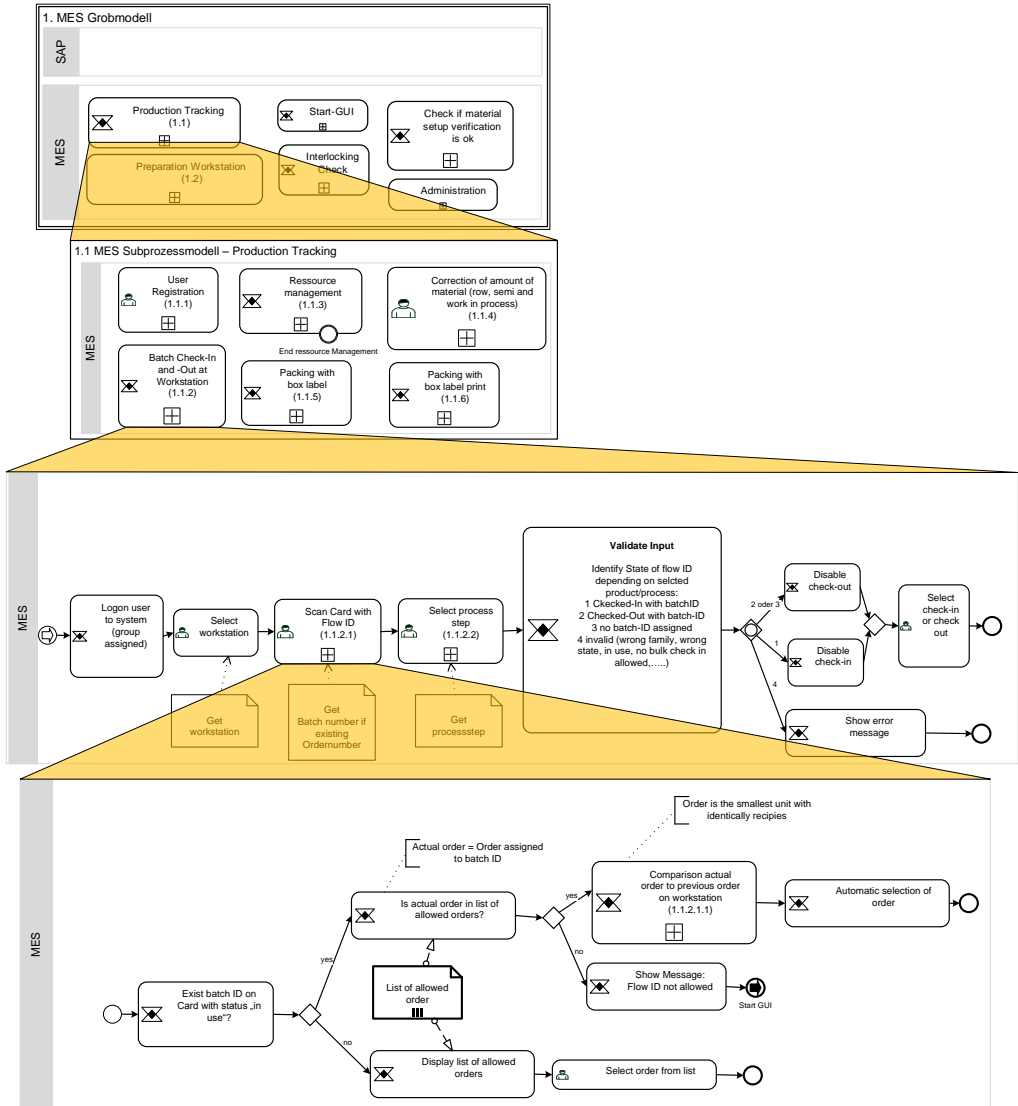 1. MES Grobmodell
SAP
MES
Production Tracking
(1.1)
Start-GUI
Check if material
setup verification
is ok
Preparation Workstation
(1.2)
Interlocking
Check
Administration
1.1 MES Subprozessmodell – Production Tracking
MES
User
Registration
(1.1.1)
Ressource
management
(1.1.3)
End ressource Management
Correction of amount of
material (row, semi and
work in process)
(1.1.4)
Batch Check-In
and -Out at
Workstation
(1.1.2)
Packing with
box label
(1.1.5)
Packing with
box label print
(1.1.6)
MES
Logon user
to system
(group
assigned)
Select
workstation
Scan Card with
Flow ID
(1.1.2.1)
Select process
step
(1.1.2.2)
Validate Input
Identify State of flow ID
depending on selcted
product/process:
1 Ckecked-In with batchID
2 Checked-Out with batch-ID
3 no batch-ID assigned
4 invalid (wrong family, wrong
state, in use, no bulk check in
allowed,.....)
2 oder 3
1
4
Disable
check-out
Disable
check-in
Select
check-in
or check
out
Show error
message
Get
workstation
Get
Batch number if
existing
Ordernumber
Get
processstep
MES
Order is the smallest unit with
identically recipies
Actual order = Order assigned
to batch ID
Is actual order in list of
allowed orders?
yes
Comparison actual
order to previous order
on workstation
(1.1.2.1.1)
Automatic selection of
order
no
Show Message:
Flow ID not allowed
Start GUI
yes
List of allowed
order
Exist batch ID on
Card with status „in
use“?
no
Display list of allowed
orders
Select order from list